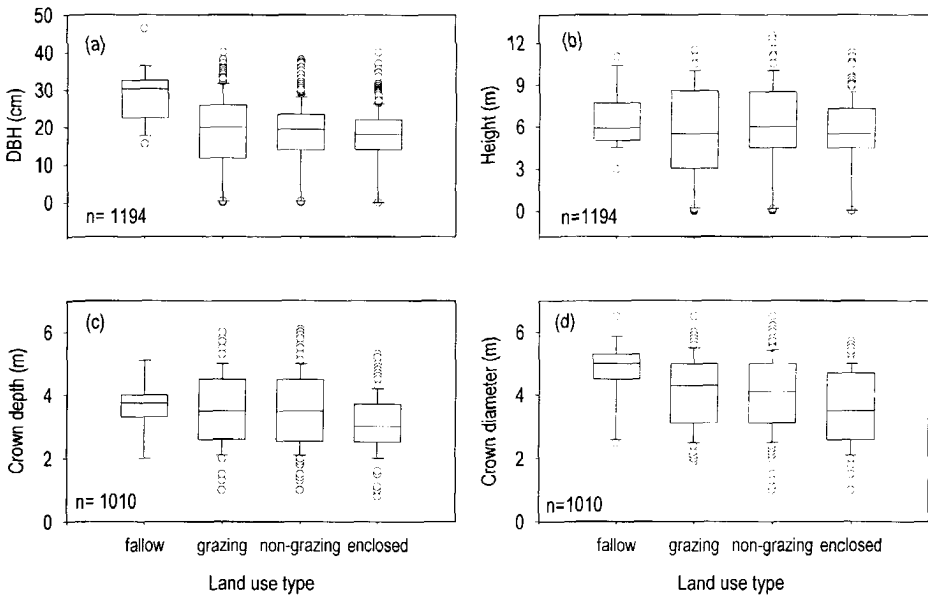 50
40
30
20
10
0
DBH (cm)
(a)
n= 1194
12
9
6
3
0
Height (m)
(b)
n=1194
6
4
2
0
Crown depth (m)
(c)
n= 1010
fallow grazing non-grazing enclosed
Land use type
6
4
2
0
Crown diameter (m)
(d)
n=1010
fallow grazing non-grazing enclosed
Land use type